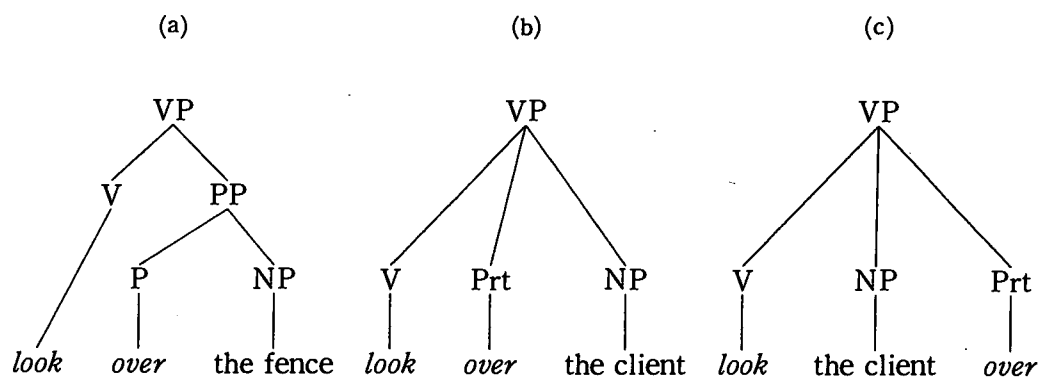 (a) (b) (c)
VP VP VP
V PP
P NP V Prt NP V NP Prt
look over the fence look over the client look the client over